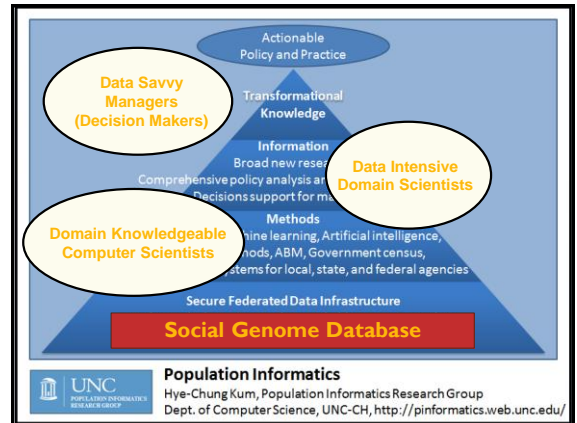 Actionable
Policy and Practice
Data Savvy
Managers
(Decision Makers)
Transformational
Knowledge
Information
Broad new resea
Comprehensive policy analysis a
Decisions support for ma
Data Intensive
Domain Scientists
Methods
hine learning, Artificial intelligence,
hods, ABM, Government census,
ystems for local, state, and federal agencies
Domain Knowledgeable
Computer Scientists
Secure Federated Data Infrastructure
Social Genome Database
UNC
POPULATION INFORMATICS
RESEARCH GROUP
Population Informatics
Hye-Chung Kum, Population Informatics Research Group
Dept. of Computer Science, UNC-CH, http://pinformatics.web.unc.edu/